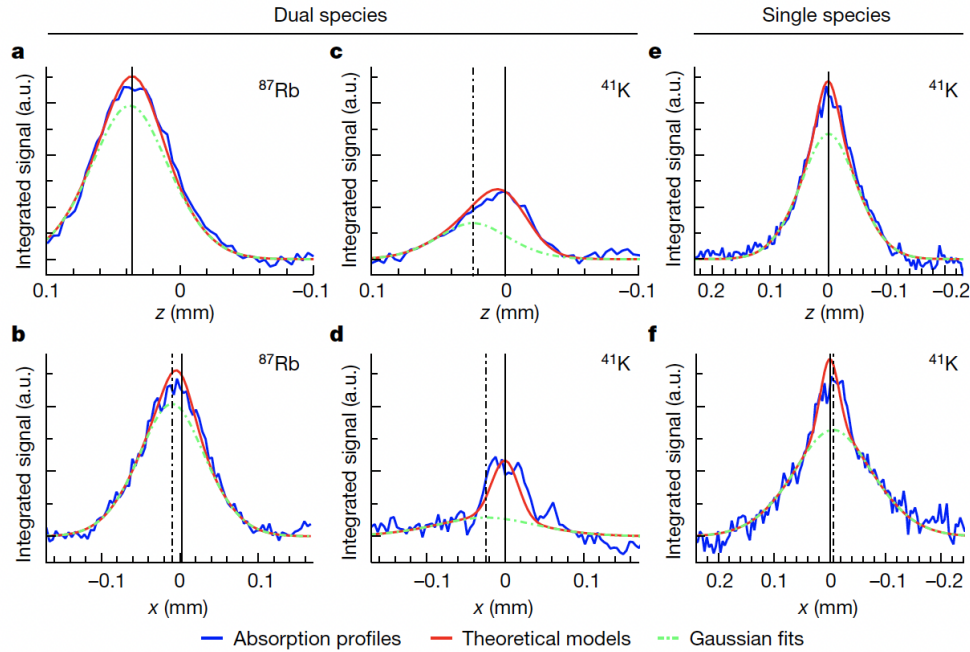 Dual species
Single species
a
⁸⁷Rb
Integrated signal (a.u.)
0.1
0
−0.1
z (mm)
c
⁴¹K
Integrated signal (a.u.)
0.1
0
−0.1
z (mm)
e
⁴¹K
Integrated signal (a.u.)
0.2
0.1
0
−0.1
−0.2
z (mm)
b
⁸⁷Rb
Integrated signal (a.u.)
−0.1
0
0.1
x (mm)
d
⁴¹K
Integrated signal (a.u.)
−0.1
0
0.1
x (mm)
f
⁴¹K
Integrated signal (a.u.)
0.2
0.1
0
−0.1
−0.2
x (mm)
Absorption profiles
Theoretical models
Gaussian fits